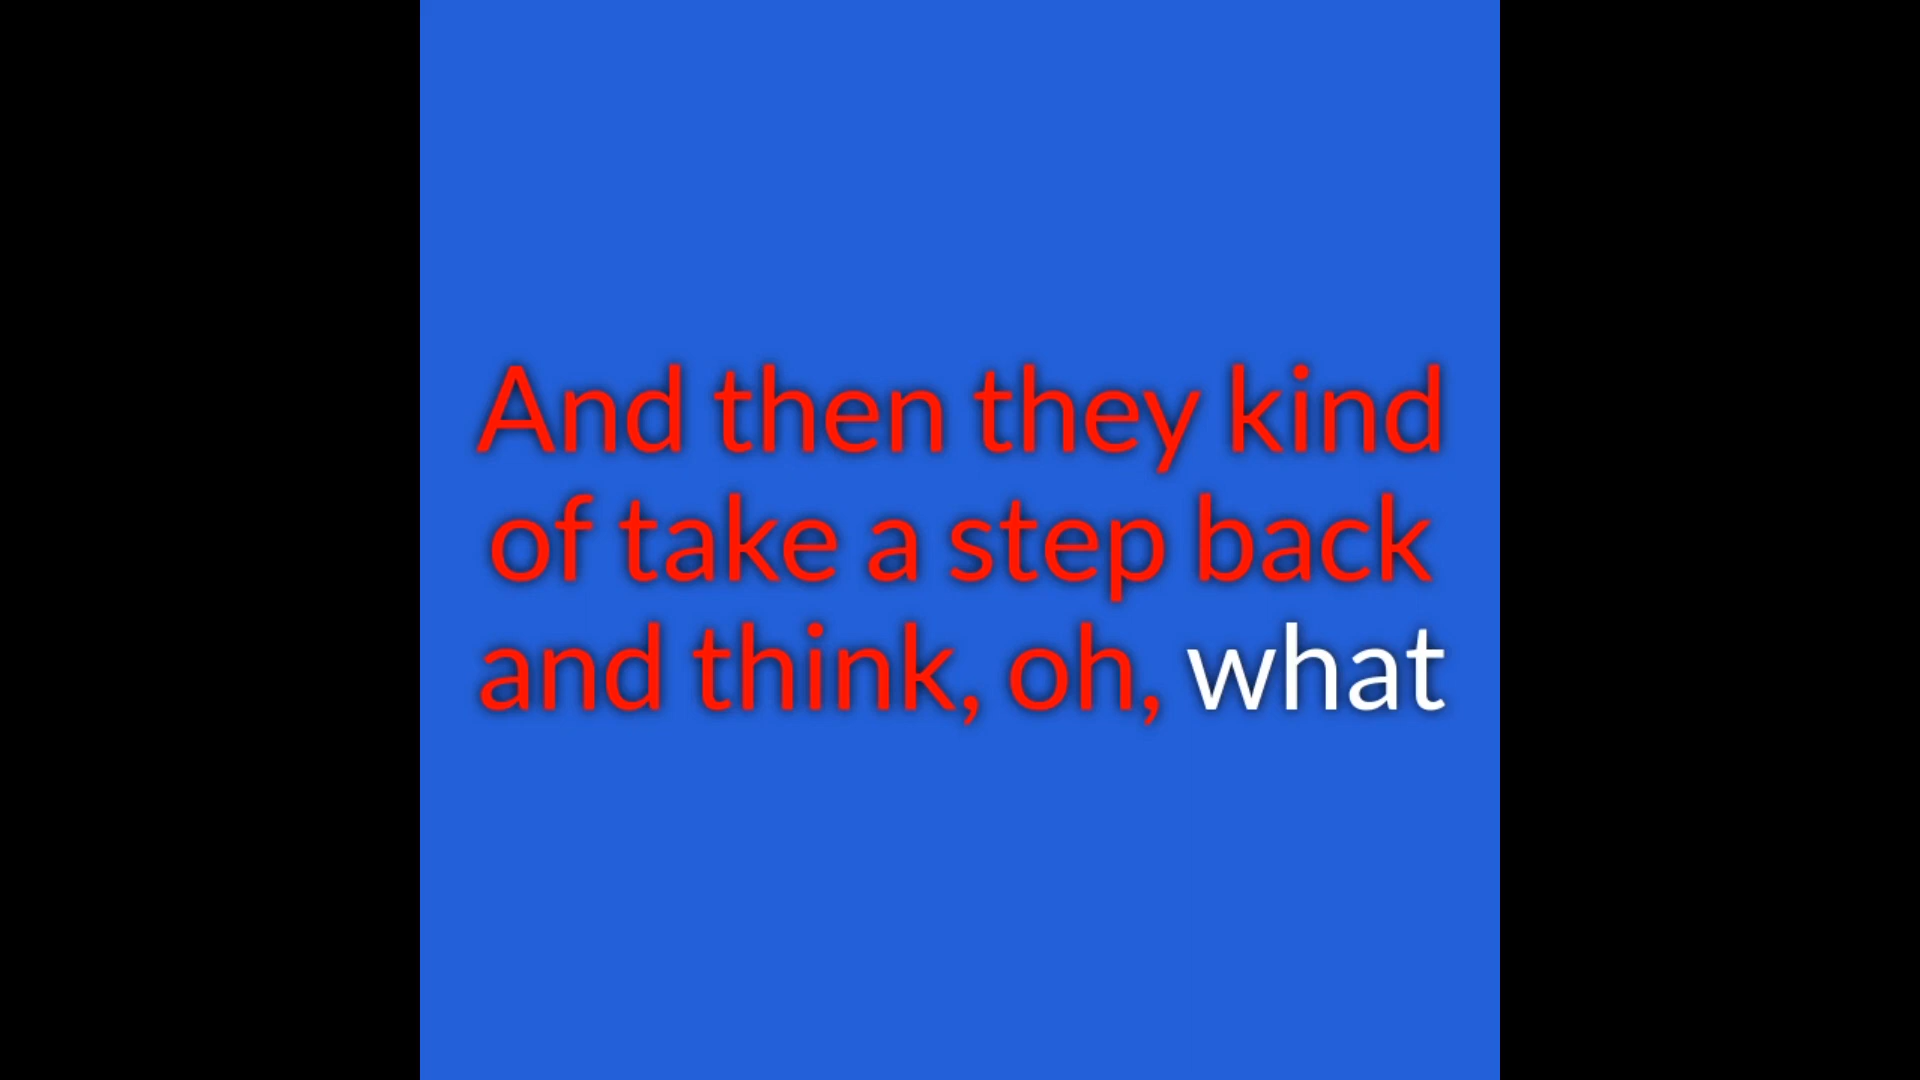 And then they kind
of take a step back
and think, oh, what